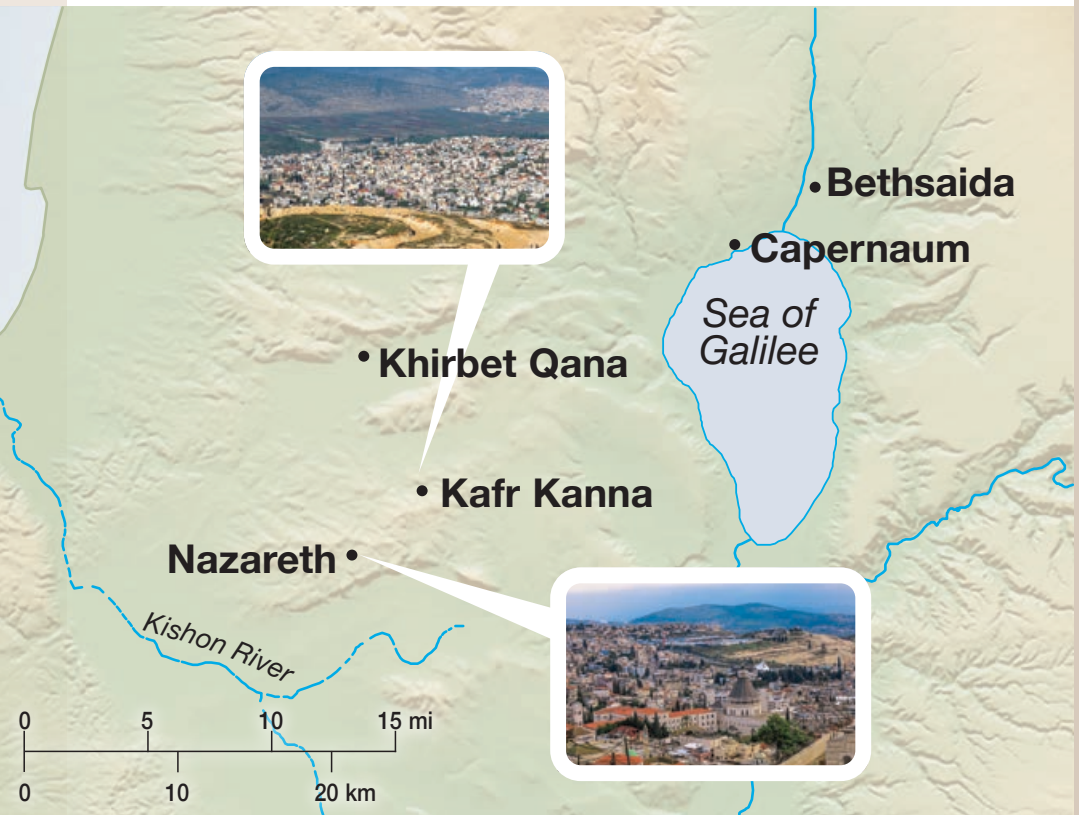 Bethsaida
Capernaum
Sea of
Galilee
Khirbet Qana
Kafr Kanna
Nazareth
Kishon River
0 5 10 15 mi
0 10 20 km